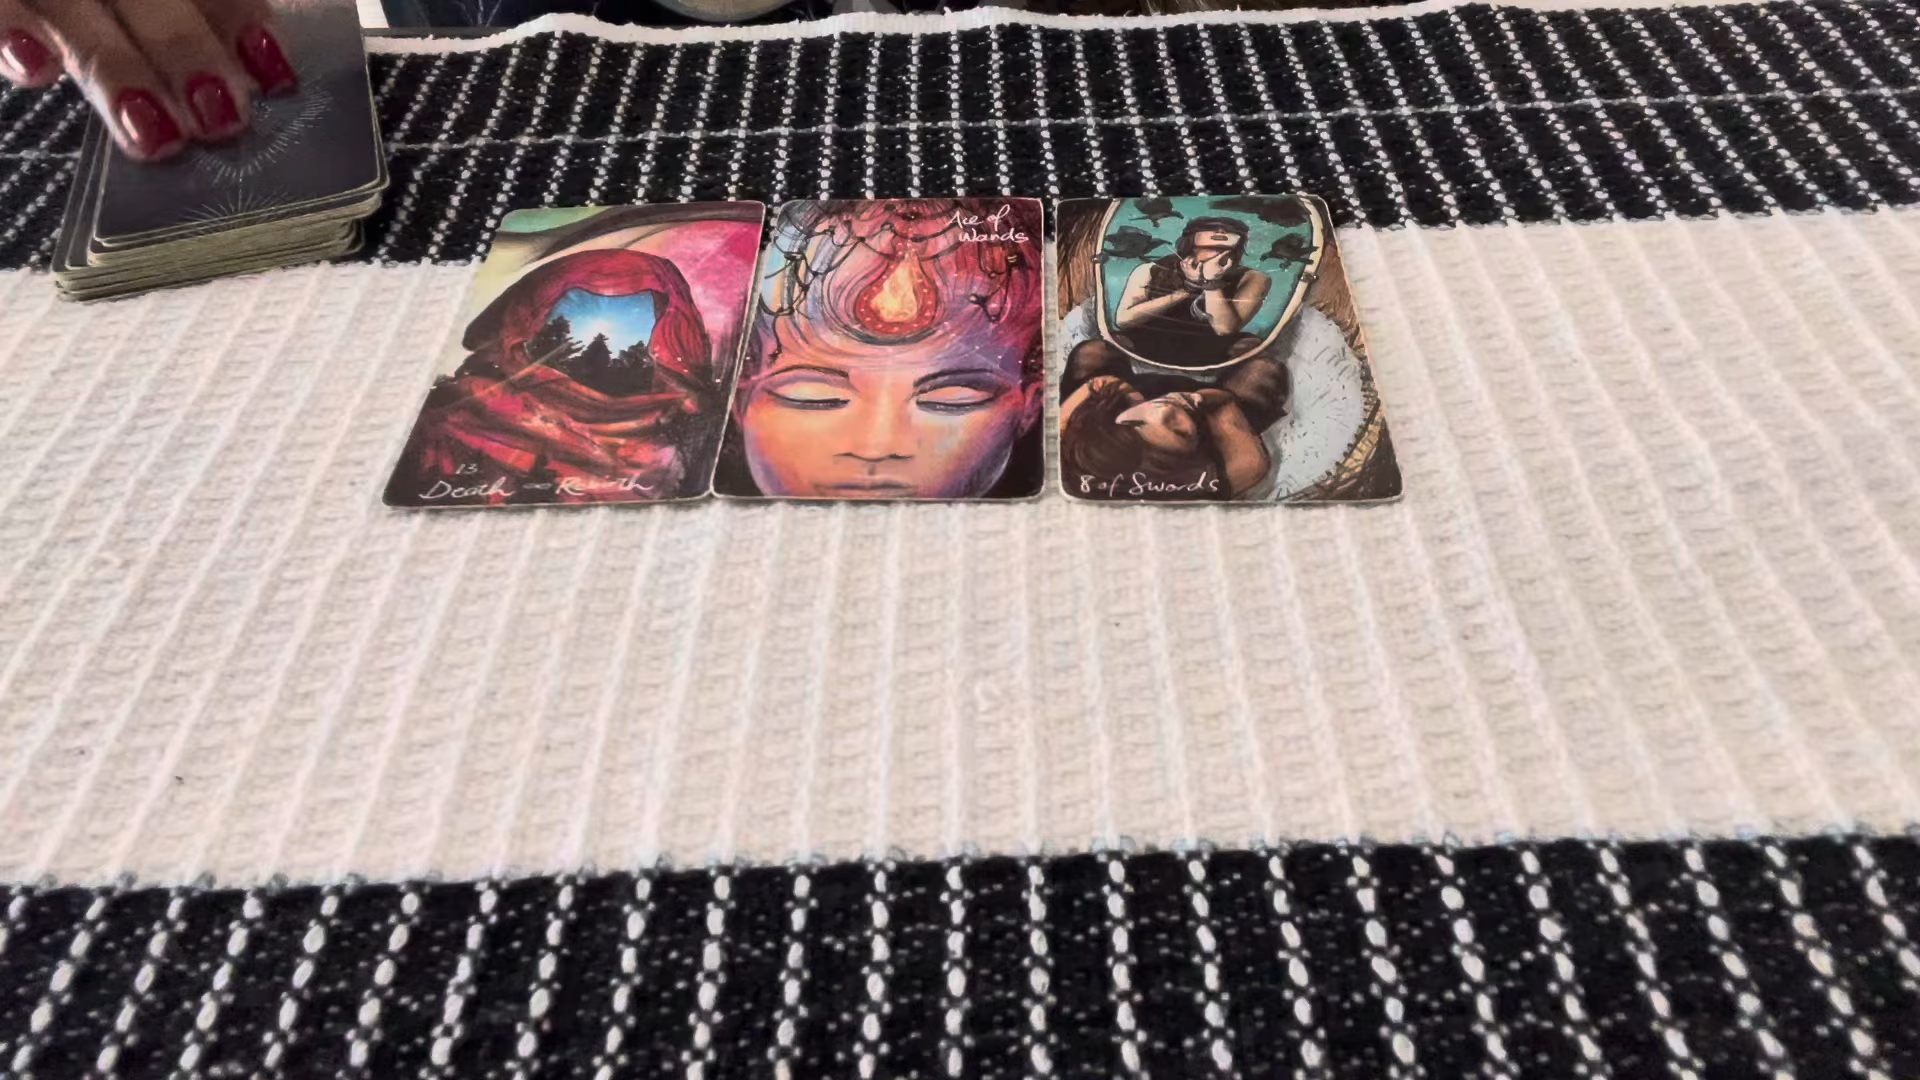 13
Death ∞ Rebirth
Ace of
Wands
8 of Swords